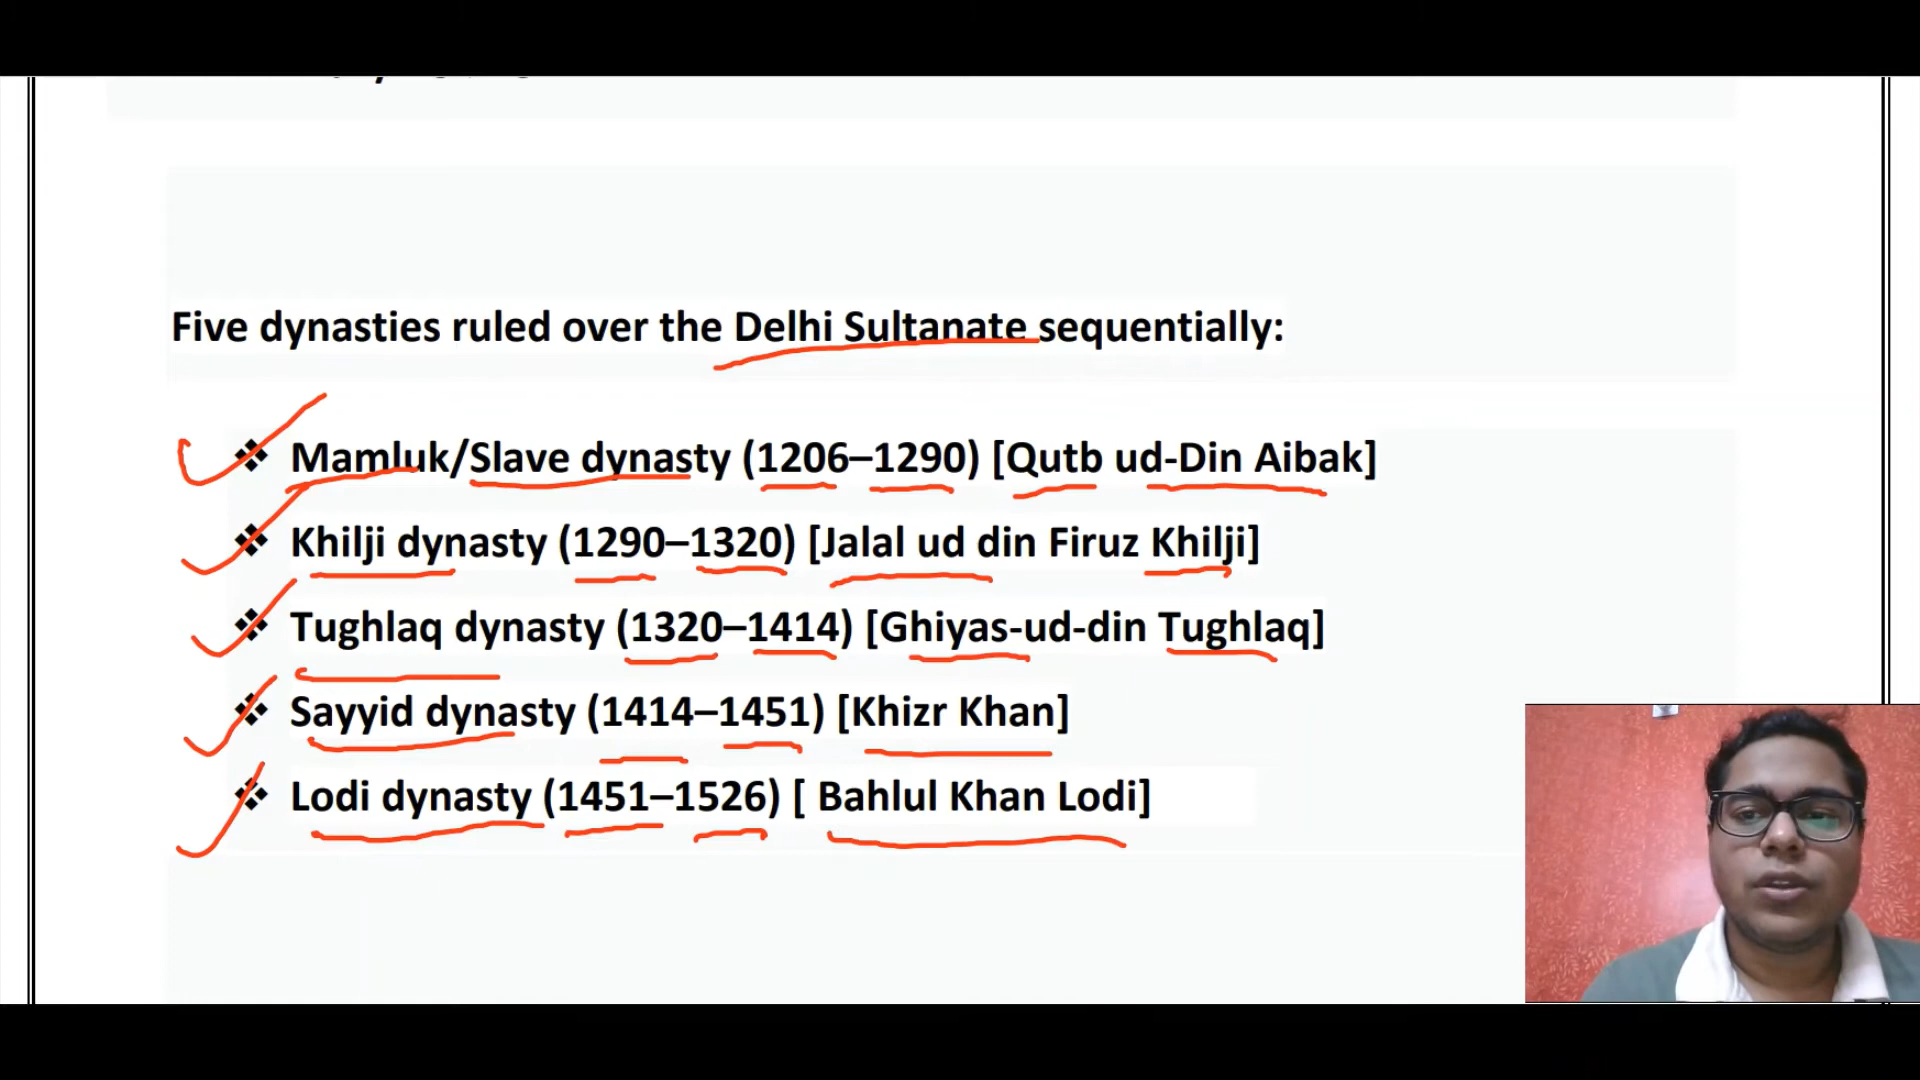 Five dynasties ruled over the Delhi Sultanate sequentially:
❖ Mamluk/Slave dynasty (1206–1290) [Qutb ud-Din Aibak]
❖ Khilji dynasty (1290–1320) [Jalal ud din Firuz Khilji]
❖ Tughlaq dynasty (1320–1414) [Ghiyas-ud-din Tughlaq]
❖ Sayyid dynasty (1414–1451) [Khizr Khan]
❖ Lodi dynasty (1451–1526) [ Bahlul Khan Lodi]